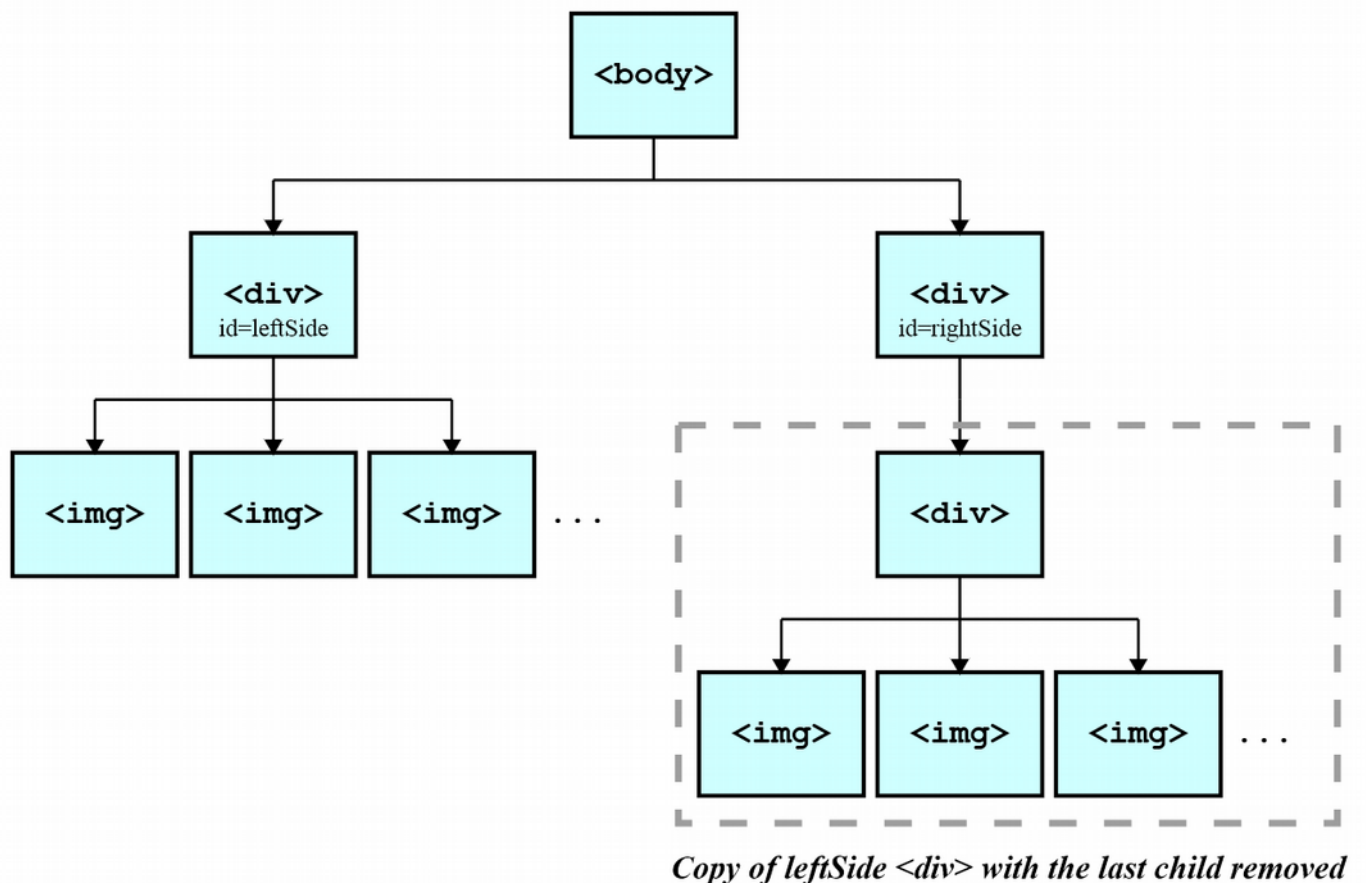 <body>
<div>
id=leftSide
<div>
id=rightSide
<img>
<img>
<img>
...
<div>
<img>
<img>
<img>
...
Copy of leftSide <div> with the last child removed